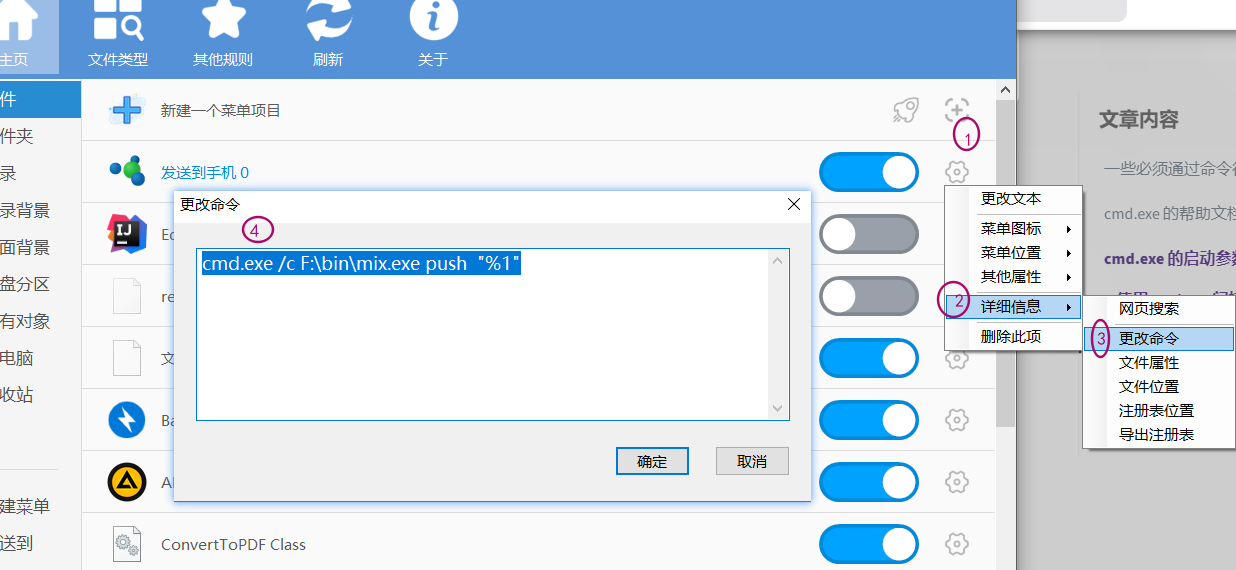 主页
文件类型
其他规则
刷新
关于
件
件夹
录
录背景
面背景
盘分区
有对象
电脑
收站
建菜单
送到
新建一个菜单项目
1
发送到手机 0
IJ
re
文
Ba
ConvertToPDF Class
更改命令
4
cmd.exe /c F:\bin\mix.exe push "%1"
确定
取消
更改文本
菜单图标
菜单位置
其他属性
2
详细信息
删除此项
网页搜索
3
更改命令
文件属性
文件位置
注册表位置
导出注册表
文章内容
一些必须通过命令
cmd.exe 的帮助文档
cmd.exe 的启动参数